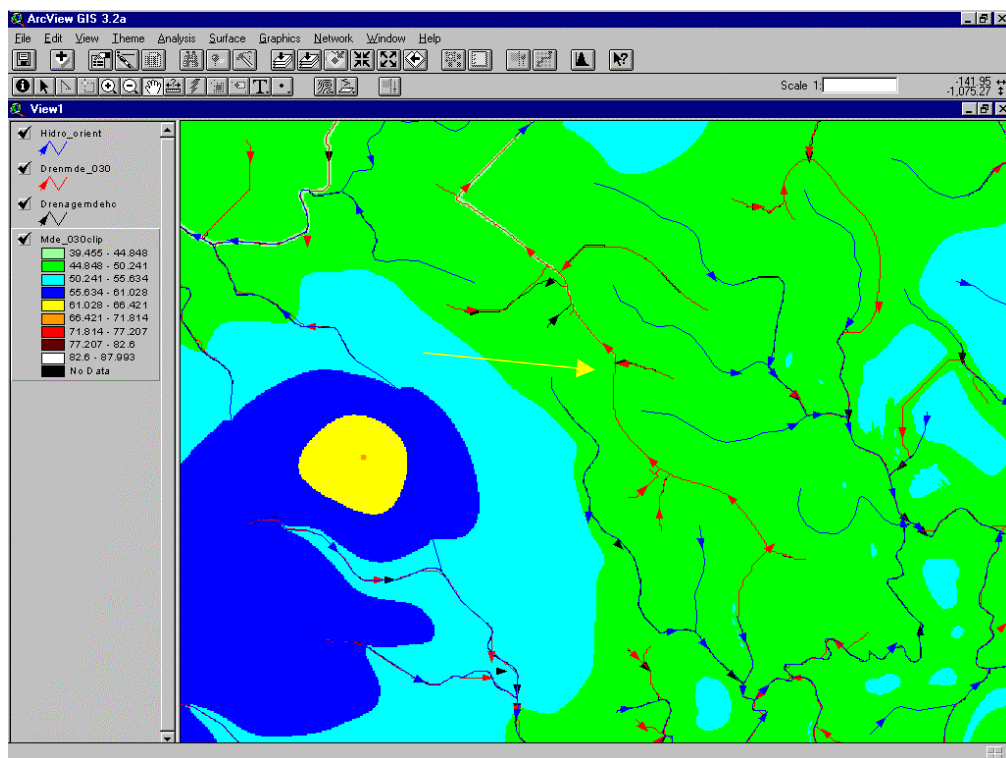 ArcView GIS 3.2a
File Edit View Theme Analysis Surface Graphics Network Window Help
Scale 1:
-141.95
-1,075.27
View1
Hidro_orient
Drenmde_030
Drenagemdehc
Mde_030clip
39.455 - 44.848
44.848 - 50.241
50.241 - 55.634
55.634 - 61.028
61.028 - 66.421
66.421 - 71.814
71.814 - 77.207
77.207 - 82.6
82.6 - 87.993
No Data